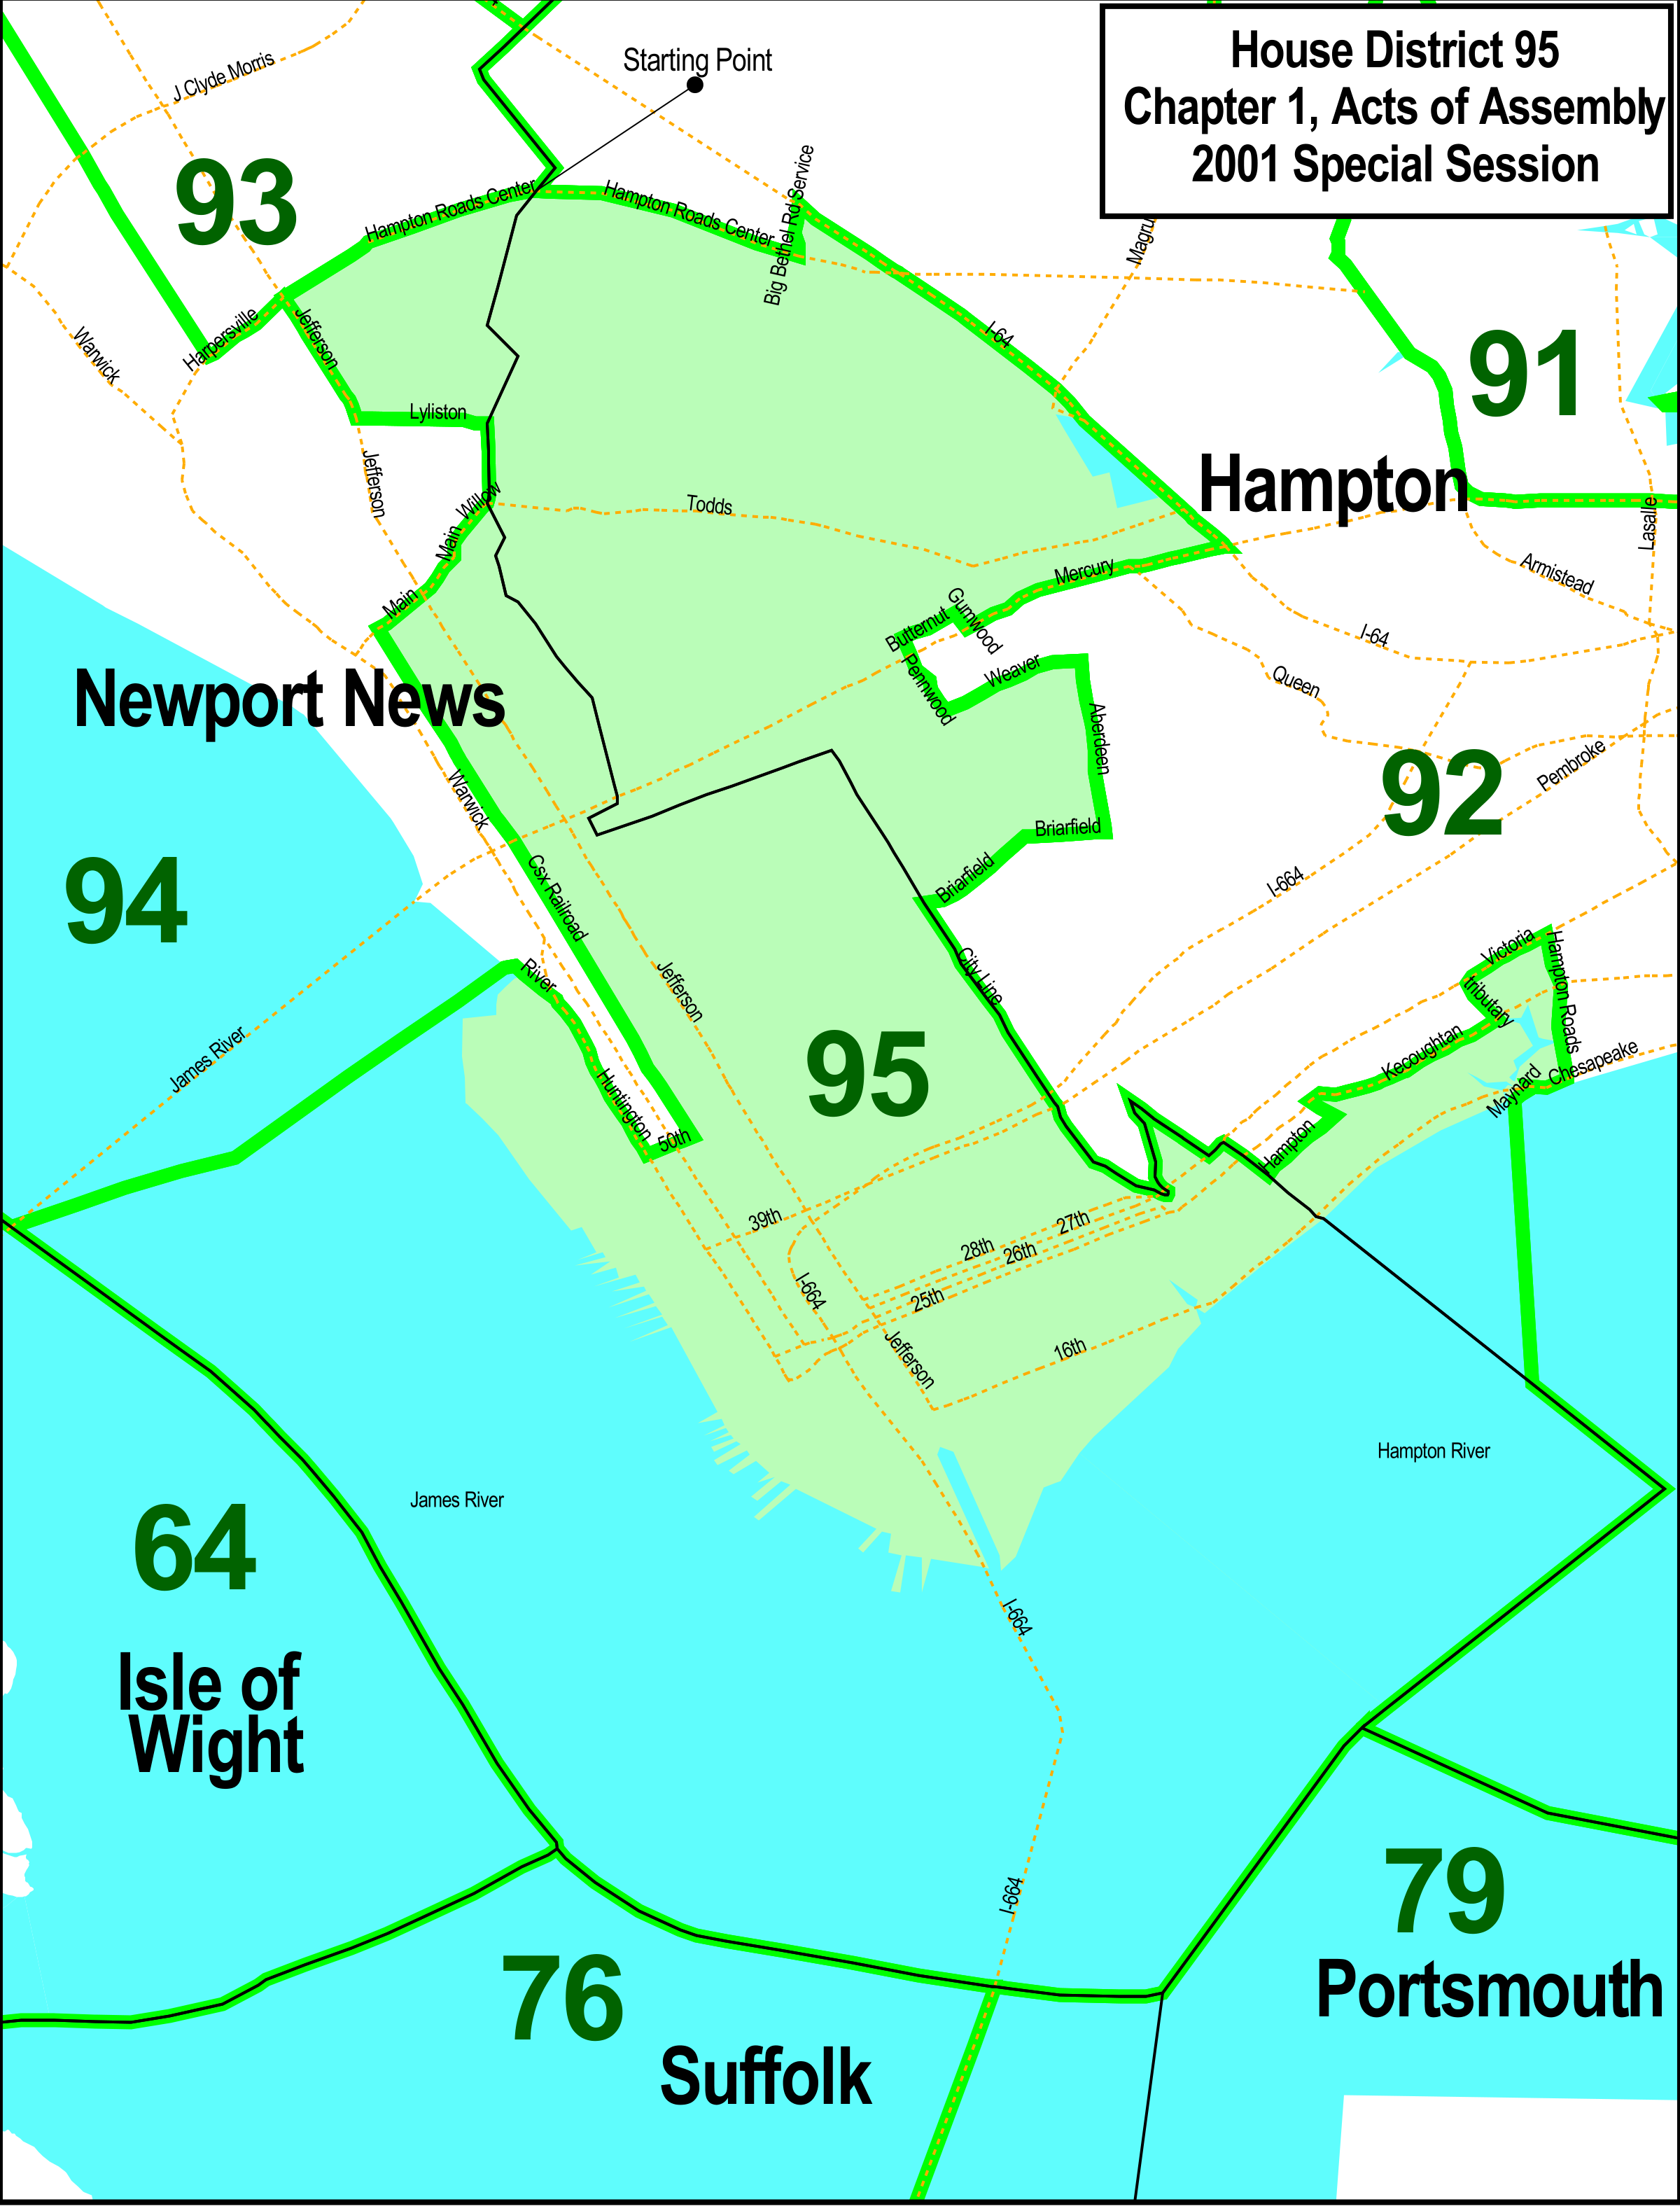 House District 95
Chapter 1, Acts of Assembly
2001 Special Session
Starting Point
J Clyde Morris
93
Hampton Roads Center
Hampton Roads Center
Big Bethel Rd Service
Magru
Harpersville
Jefferson
Warwick
I-64
91
Lyliston
Jefferson
Willow
Main
Todds
Hampton
Lasalle
Armistead
Mercury
Main
Gumwood
Butternut
I-64
Pennwood
Weaver
Queen
Newport News
Aberdeen
Pembroke
92
Warwick
Briarfield
Briarfield
94
Csx Railroad
I-664
Victoria
Hampton Roads
River
Jefferson
City Line
tributary
James River
95
Kecoughtan
Chesapeake
Maynard
Huntington
50th
Hampton
39th
27th
28th
26th
I-664
25th
Jefferson
16th
Hampton River
James River
64
I-664
Isle of
Wight
I-664
79
76
Portsmouth
Suffolk